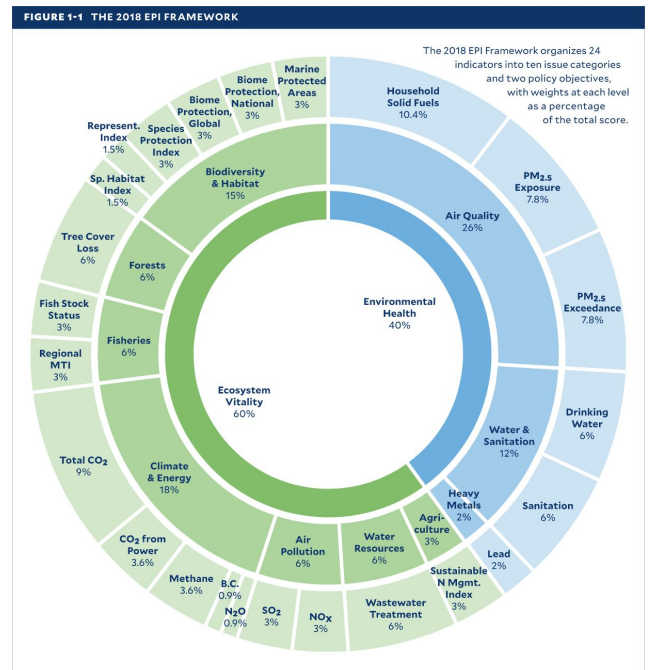 FIGURE 1-1 THE 2018 EPI FRAMEWORK
The 2018 EPI Framework organizes 24
indicators into ten issue categories
and two policy objectives,
with weights at each level
as a percentage
of the total score.
Household
Solid Fuels
10.4%
PM2.5
Exposure
7.8%
PM2.5
Exceedance
7.8%
Drinking
Water
6%
Sanitation
6%
Lead
2%
Sustainable
N Mgmt.
Index
3%
Wastewater
Treatment
6%
NOX
3%
SO2
3%
N2O
0.9%
B.C.
0.9%
Methane
3.6%
CO2 from
Power
3.6%
Total CO2
9%
Regional
MTI
3%
Fish Stock
Status
3%
Tree Cover
Loss
6%
Sp. Habitat
Index
1.5%
Represent.
Index
1.5%
Species
Protection
Index
3%
Biome
Protection,
Global
3%
Biome
Protection,
National
3%
Marine
Protected
Areas
3%
Air Quality
26%
Water &
Sanitation
12%
Heavy
Metals
2%
Agri-
culture
3%
Water
Resources
6%
Air
Pollution
6%
Climate
& Energy
18%
Fisheries
6%
Forests
6%
Biodiversity
& Habitat
15%
Environmental
Health
40%
Ecosystem
Vitality
60%